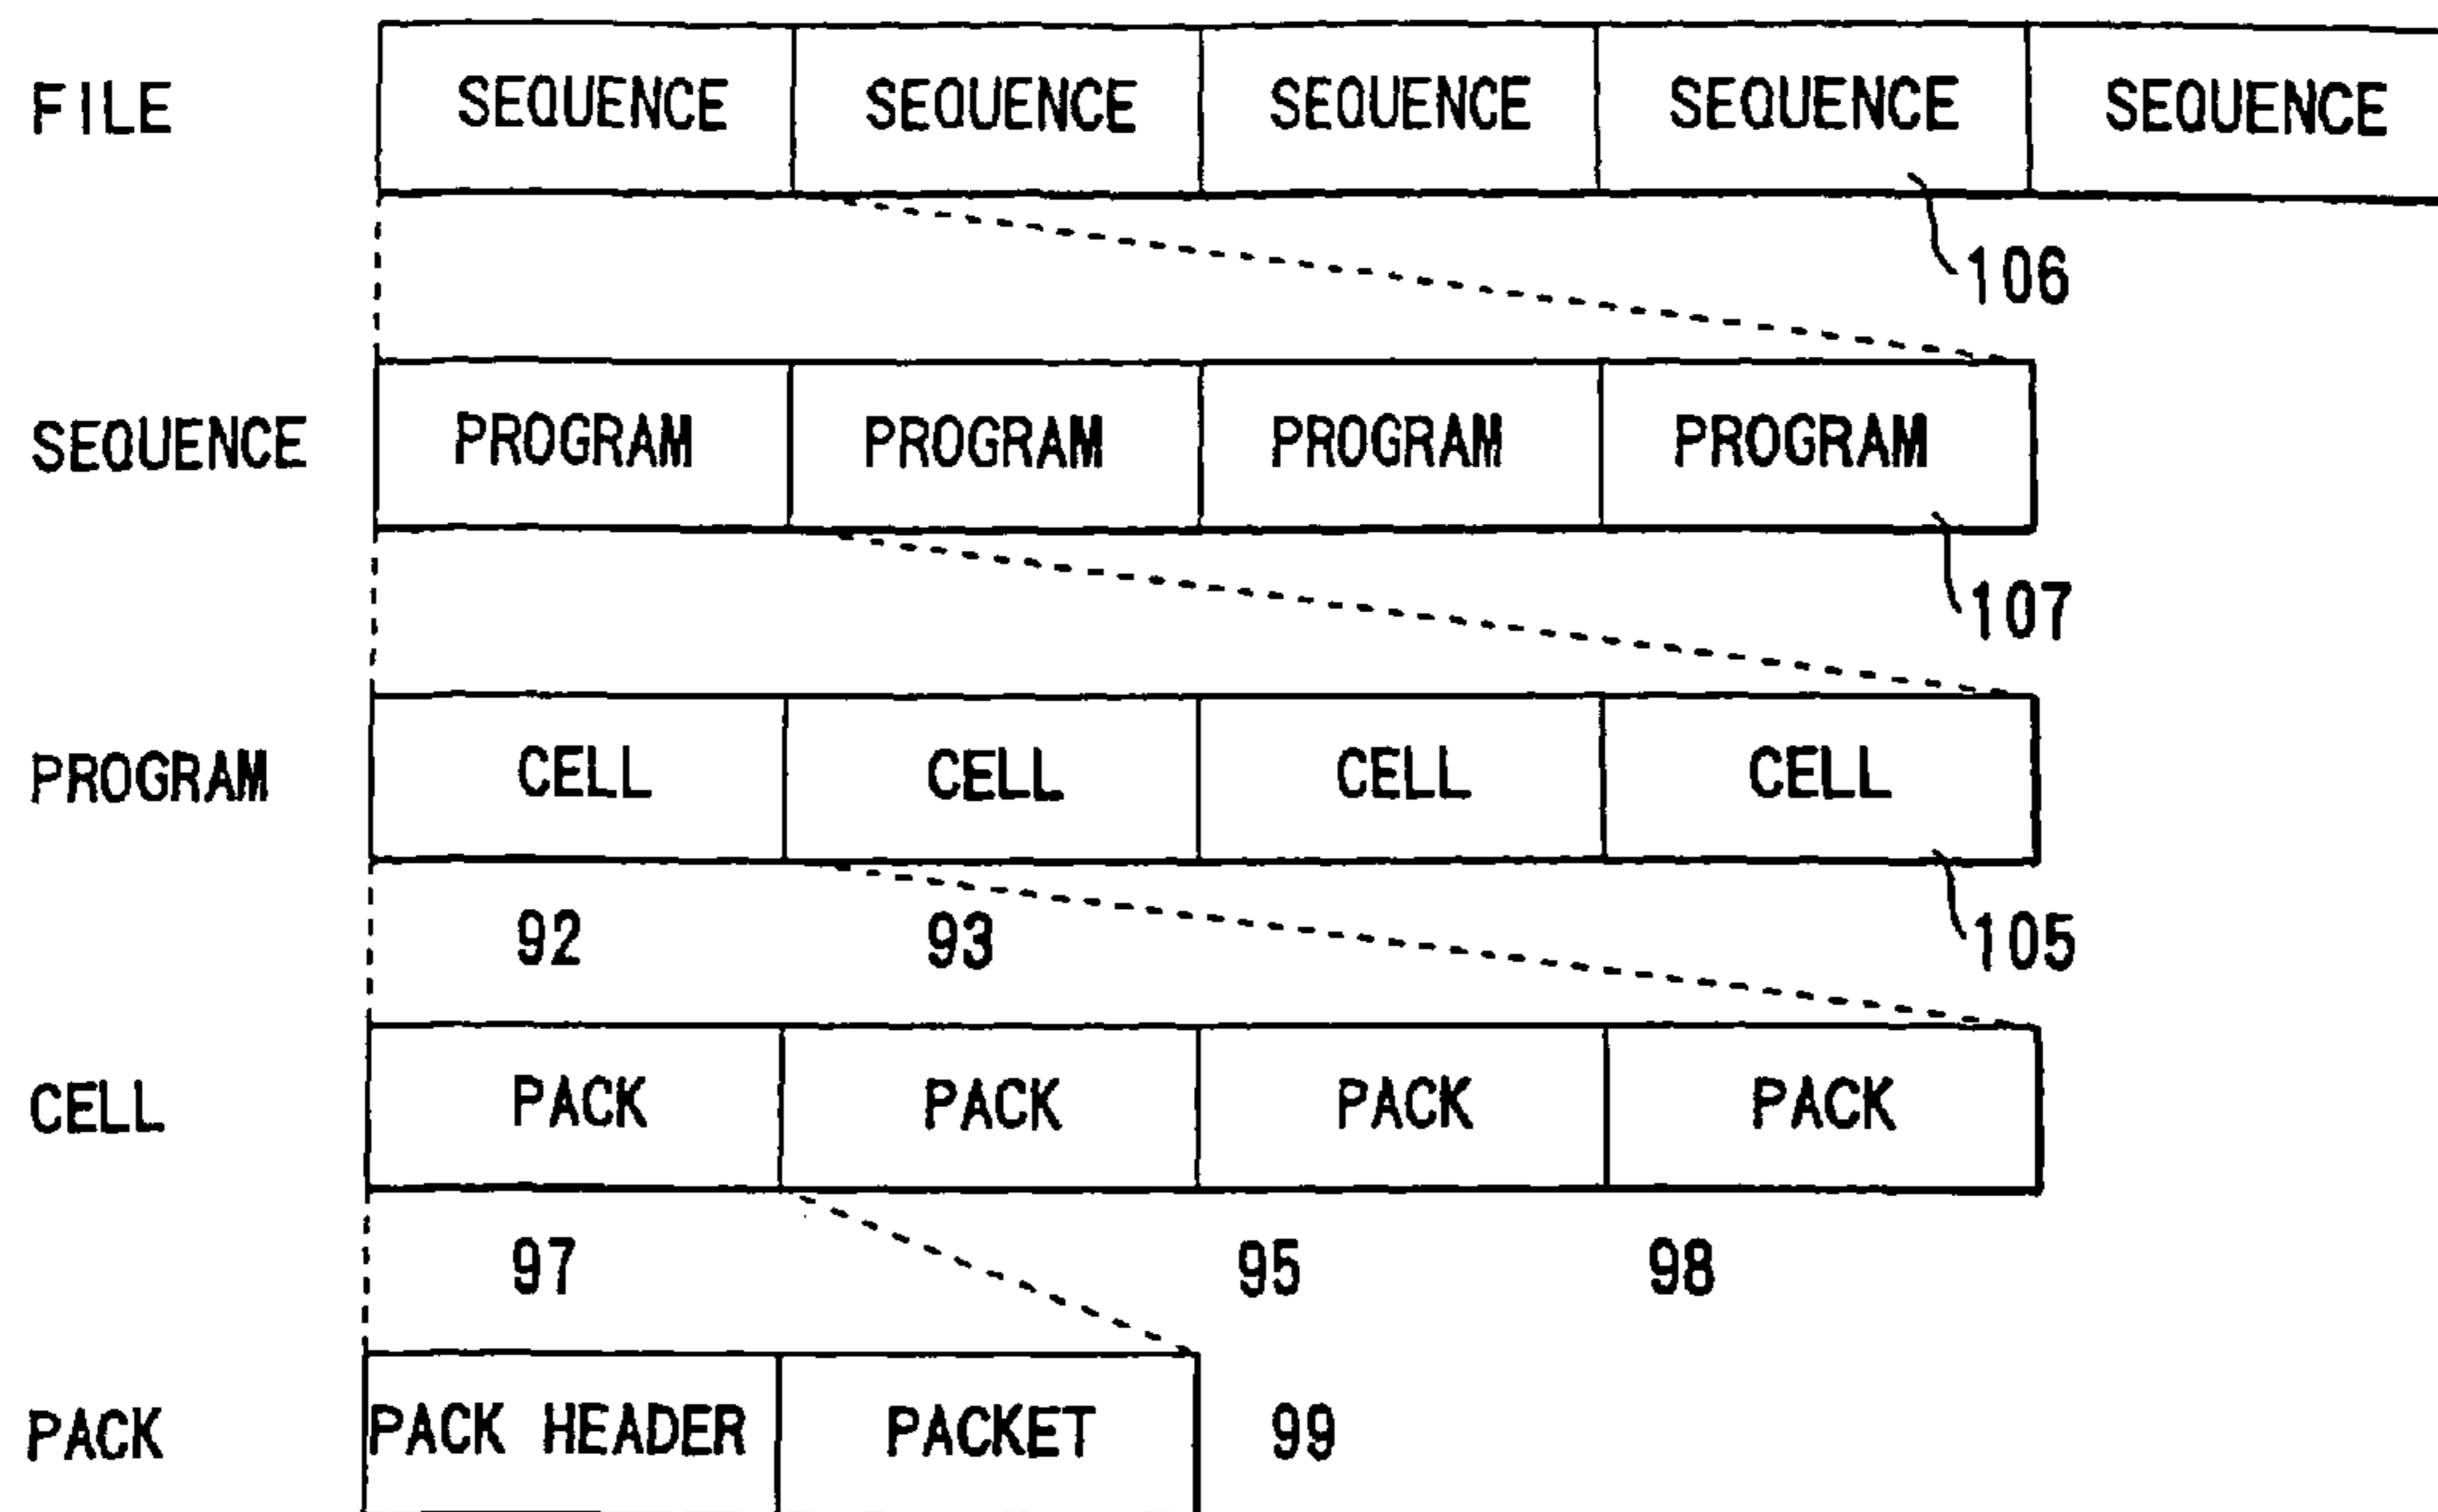 FILE SEQUENCE SEQUENCE SEQUENCE SEQUENCE SEQUENCE
106
SEQUENCE PROGRAM PROGRAM PROGRAM PROGRAM
107
PROGRAM CELL CELL CELL CELL
92 93 105
CELL PACK PACK PACK PACK
97 95 98
PACK PACK HEADER PACKET 99